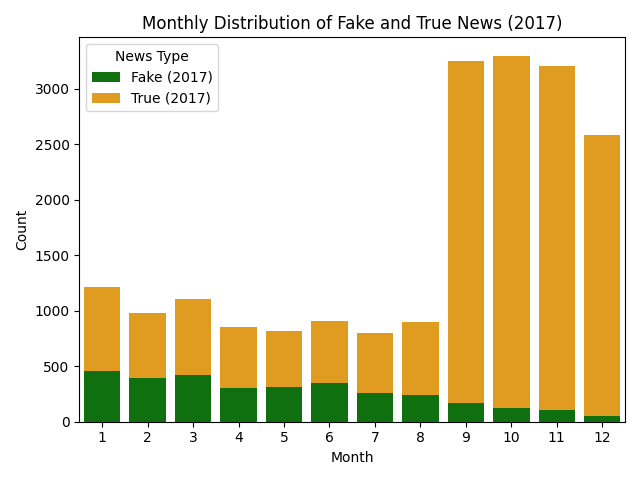 Monthly Distribution of Fake and True News (2017)
News Type
Fake (2017)
True (2017)
3000
2500
2000
1500
1000
500
0
Count
1 2 3 4 5 6 7 8 9 10 11 12
Month